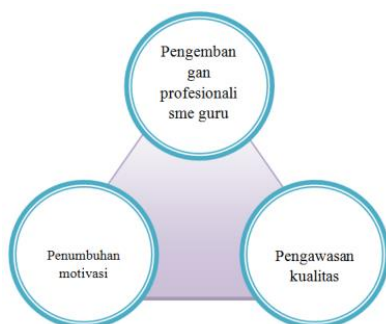 Pengemban
gan
profesionali
sme guru
Penumbuhan
motivasi
Pengawasan
kualitas